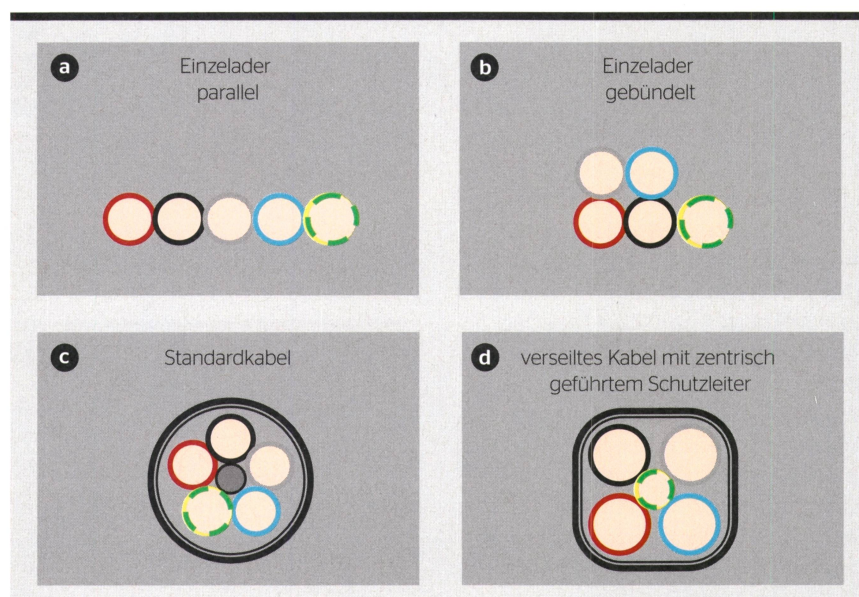 a
Einzelader
parallel
b
Einzelader
gebündelt
c
Standardkabel
d
verseiltes Kabel mit zentrisch
geführtem Schutzleiter